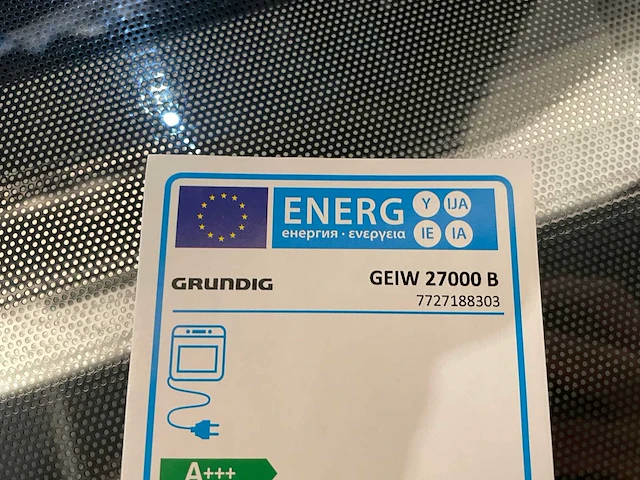 ENERG Y IJA
енергия · ενεργεια IE IA
GRUNDIG GEIW 27000 B
7727188303
A+++